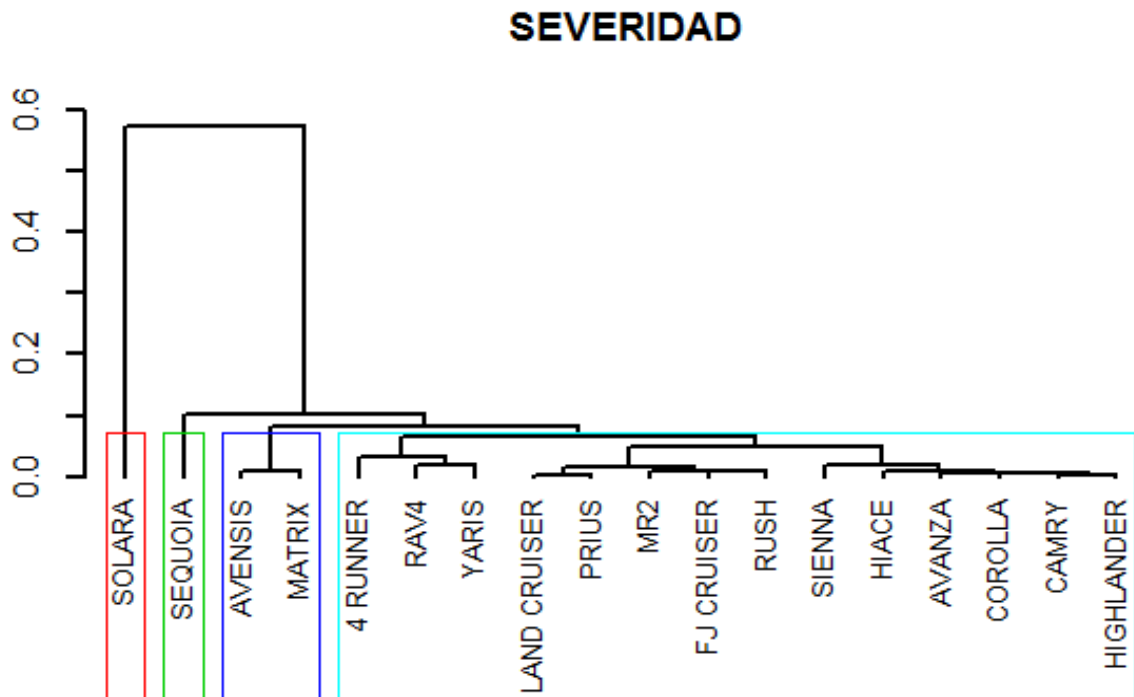 SEVERIDAD
0.6
0.4
0.2
0.0
SOLARA
SEQUOIA
AVENSIS
MATRIX
4 RUNNER
RAV4
YARIS
LAND CRUISER
PRIUS
MR2
FJ CRUISER
RUSH
SIENNA
HIACE
AVANZA
COROLLA
CAMRY
HIGHLANDER